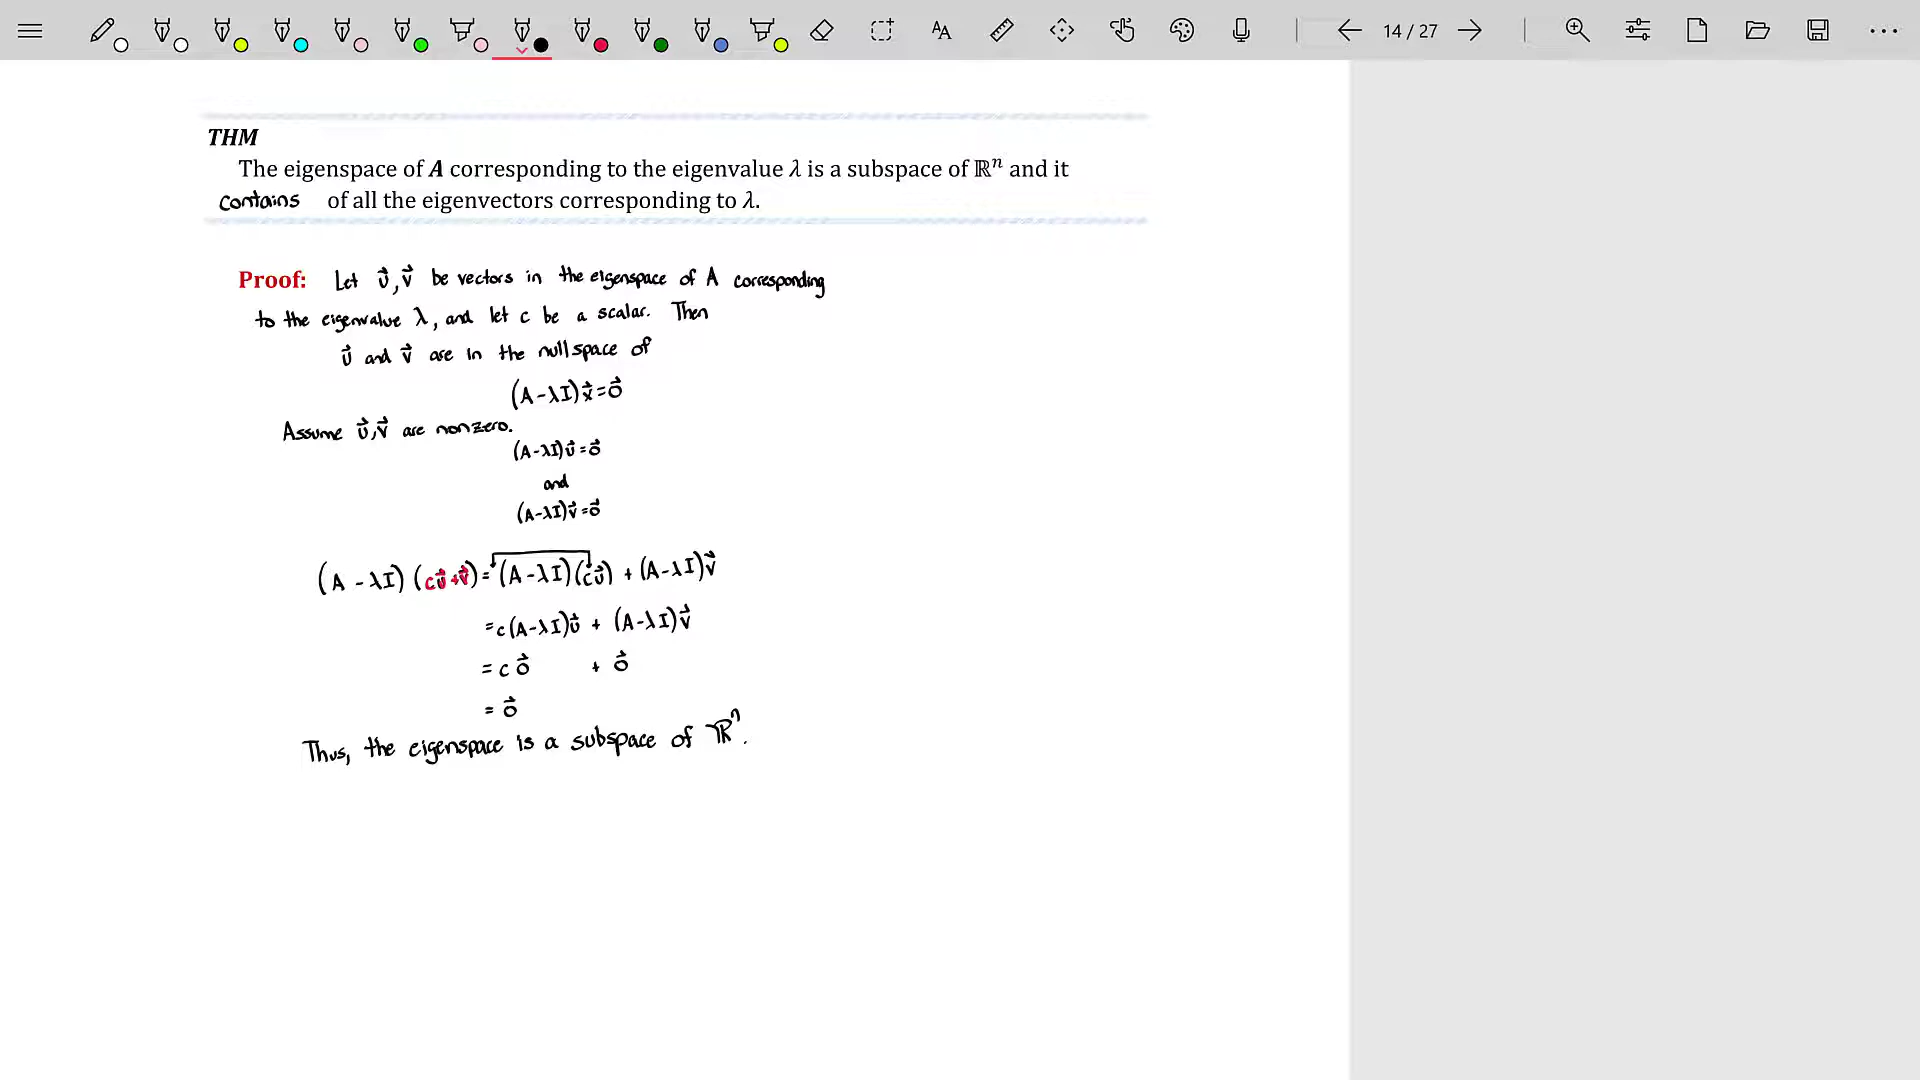 14 / 27
THM
The eigenspace of A corresponding to the eigenvalue λ is a subspace of ℝⁿ and it
contains of all the eigenvectors corresponding to λ.
Proof: Let u⃗, v⃗ be vectors in the eigenspace of A corresponding
to the eigenvalue λ, and let c be a scalar. Then
u⃗ and v⃗ are in the nullspace of
(A-λI)x⃗=0⃗
Assume u⃗,v⃗ are nonzero.
(A-λI)u⃗=0⃗
and
(A-λI)v⃗=0⃗
(A-λI)(cu⃗+v⃗)=(A-λI)(cu⃗) + (A-λI)v⃗
=c(A-λI)u⃗ + (A-λI)v⃗
= c0⃗ + 0⃗
= 0⃗
Thus, the eigenspace is a subspace of ℝⁿ.